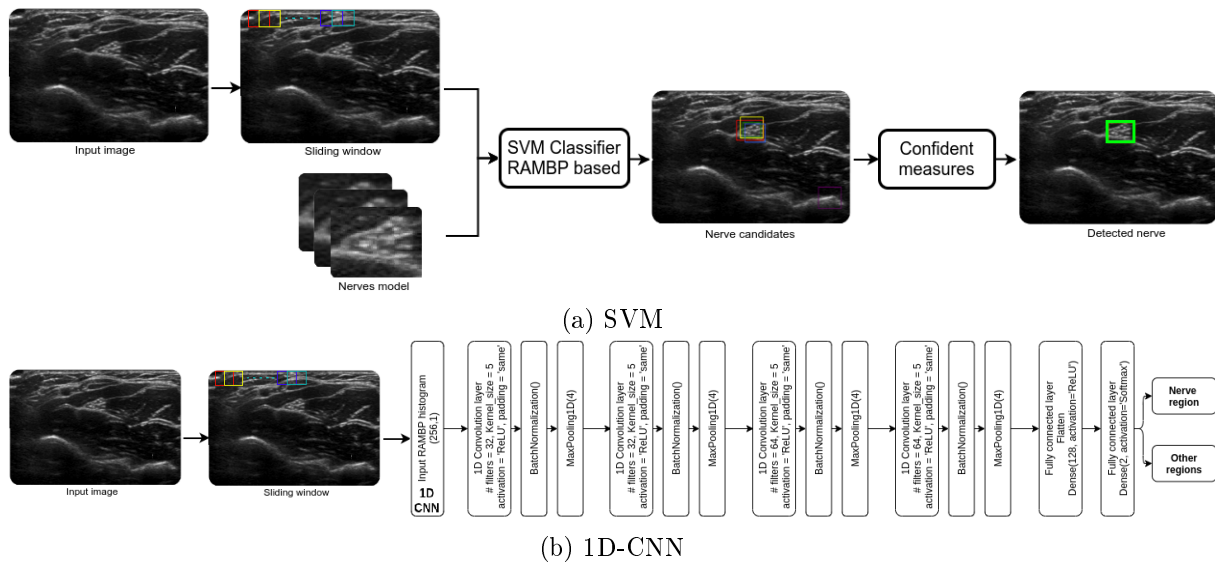 Input image
Sliding window
Nerves model
SVM Classifier
RAMBP based
Nerve candidates
Confident
measures
Detected nerve
(a) SVM
Input image
Sliding window
Input RAMBP histogram
(256,1)
1D
CNN
1D Convolution layer
# filters = 32, Kernel_size = 5
activation = 'ReLU', padding = 'same'
BatchNormalization()
MaxPooling1D(4)
1D Convolution layer
# filters = 32, Kernel_size = 5
activation = 'ReLU', padding = 'same'
BatchNormalization()
MaxPooling1D(4)
1D Convolution layer
# filters = 64, Kernel_size = 5
activation = 'ReLU', padding = 'same'
BatchNormalization()
MaxPooling1D(4)
1D Convolution layer
# filters = 64, Kernel_size = 5
activation = 'ReLU', padding = 'same'
BatchNormalization()
MaxPooling1D(4)
Fully connected layer
Flatten
Dense(128, activation='ReLU')
Fully connected layer
Dense(2, activation='Softmax')
Nerve
region
Other
regions
(b) 1D-CNN